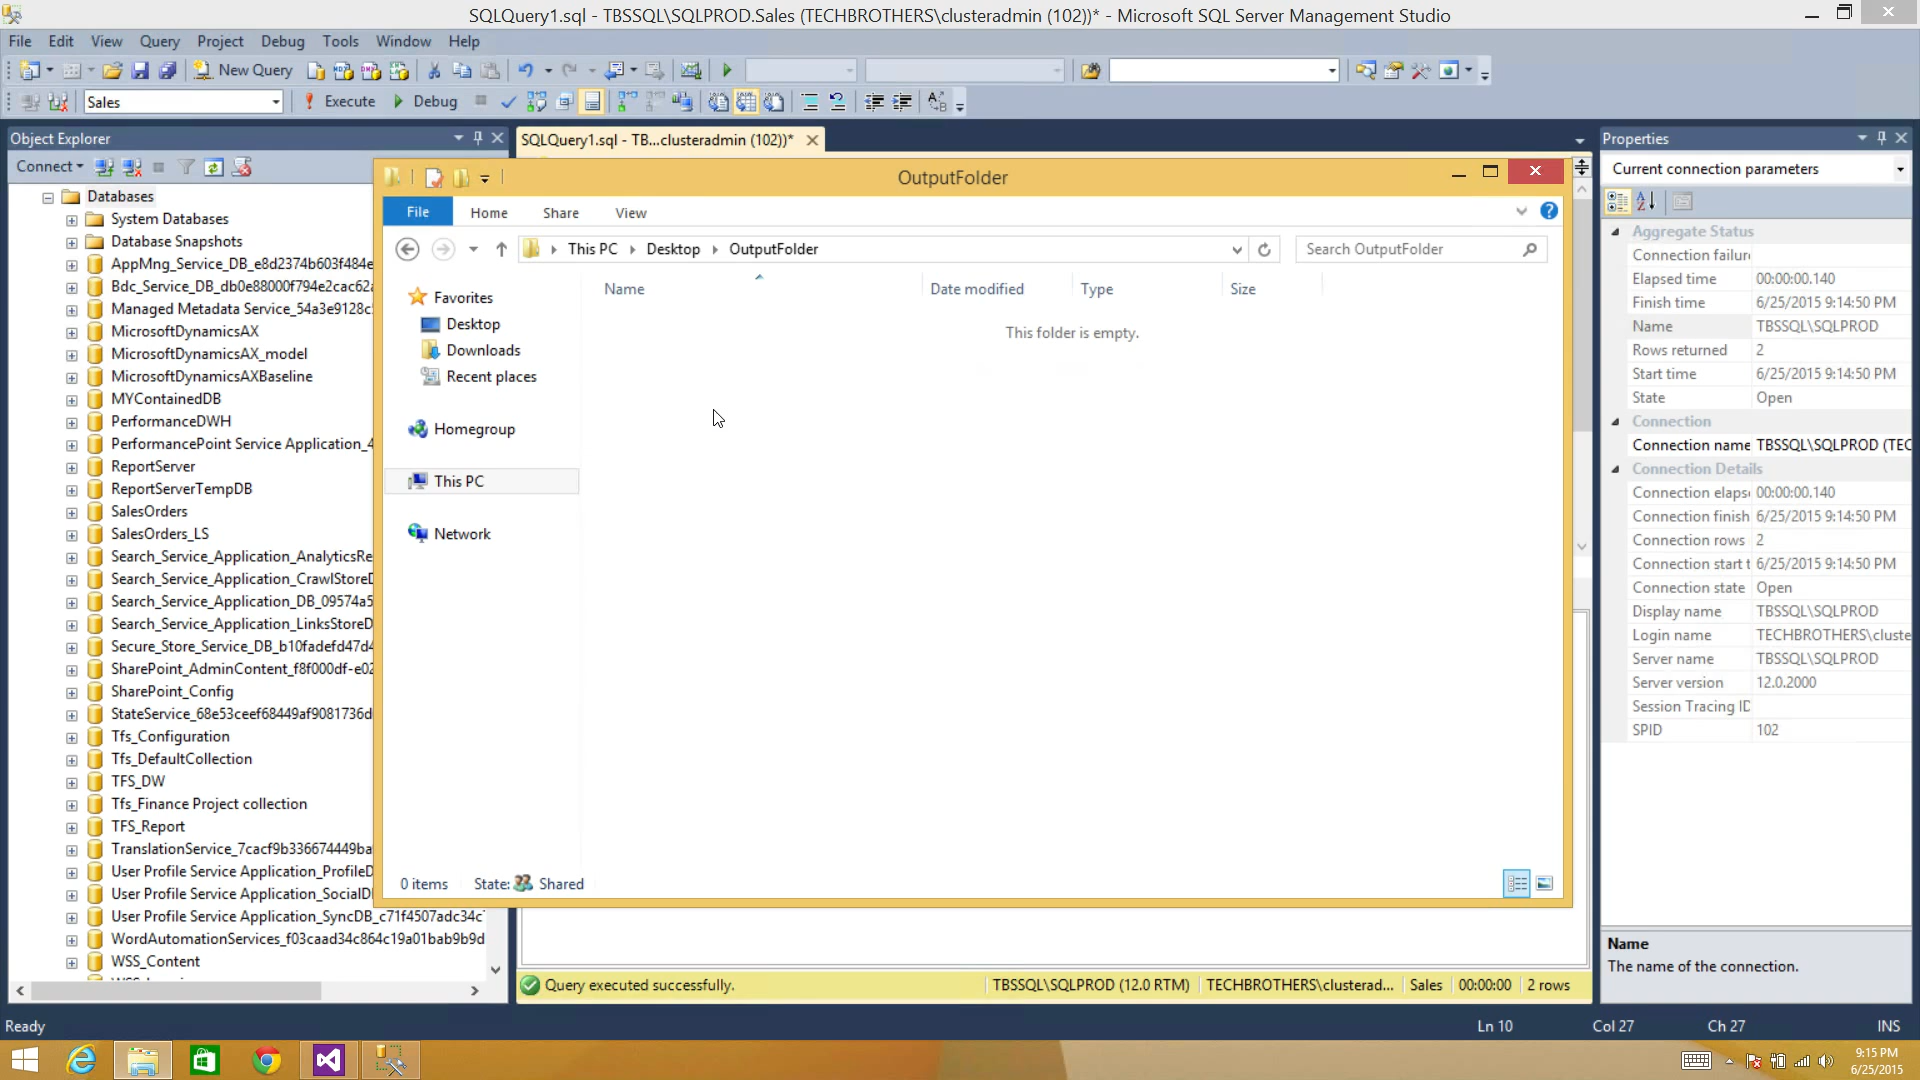 SQLQuery1.sql - TBSSQL\SQLPROD.Sales (TECHBROTHERS\clusteradmin (102))* - Microsoft SQL Server Management Studio
File Edit View Query Project Debug Tools Window Help
New Query
Sales Execute Debug
Object Explorer
Connect
Databases
System Databases
Database Snapshots
AppMng_Service_DB_e8d2374b603f484e
Bdc_Service_DB_db0e88000f794e2cac62a
Managed Metadata Service_54a3e9128c
MicrosoftDynamicsAX
MicrosoftDynamicsAX_model
MicrosoftDynamicsAXBaseline
MYContainedDB
PerformanceDWH
PerformancePoint Service Application_4
ReportServer
ReportServerTempDB
SalesOrders
SalesOrders_LS
Search_Service_Application_AnalyticsRe
Search_Service_Application_CrawlStoreD
Search_Service_Application_DB_09574a5
Search_Service_Application_LinksStoreD
Secure_Store_Service_DB_b10fadefd47d4
SharePoint_AdminContent_f8f000df-e02
SharePoint_Config
StateService_68e53ceef68449af9081736d
Tfs_Configuration
Tfs_DefaultCollection
TFS_DW
Tfs_Finance Project collection
TFS_Report
TranslationService_7cacf9b336674449ba
User Profile Service Application_ProfileD
User Profile Service Application_SocialD
User Profile Service Application_SyncDB_c71f4507adc34c
WordAutomationServices_f03caad34c864c19a01bab9b9d
WSS_Content
SQLQuery1.sql - TB...clusteradmin (102))*
OutputFolder
File Home Share View
This PC Desktop OutputFolder
Search OutputFolder
Name Date modified Type Size
This folder is empty.
Favorites
Desktop
Downloads
Recent places
Homegroup
This PC
Network
0 items State: Shared
Query executed successfully. TBSSQL\SQLPROD (12.0 RTM) TECHBROTHERS\clusterad... Sales 00:00:00 2 rows
Properties
Current connection parameters
Aggregate Status
Connection failure
Elapsed time 00:00:00.140
Finish time 6/25/2015 9:14:50 PM
Name TBSSQL\SQLPROD
Rows returned 2
Start time 6/25/2015 9:14:50 PM
State Open
Connection
Connection name TBSSQL\SQLPROD (TEC
Connection Details
Connection elaps 00:00:00.140
Connection finish 6/25/2015 9:14:50 PM
Connection rows 2
Connection start t 6/25/2015 9:14:50 PM
Connection state Open
Display name TBSSQL\SQLPROD
Login name TECHBROTHERS\cluste
Server name TBSSQL\SQLPROD
Server version 12.0.2000
Session Tracing ID
SPID 102
Name
The name of the connection.
Ready Ln 10 Col 27 Ch 27 INS
9:15 PM
6/25/2015